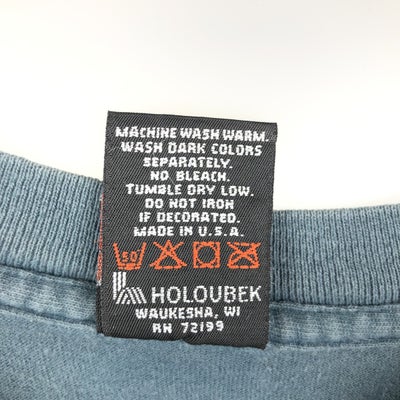 MACHINE WASH WARM.
WASH DARK COLORS
SEPARATELY.
NO BLEACH.
TUMBLE DRY LOW.
DO NOT IRON
IF DECORATED.
MADE IN U.S.A.
50
HOLOUBEK
WAUKESHA, WI
RN 72199